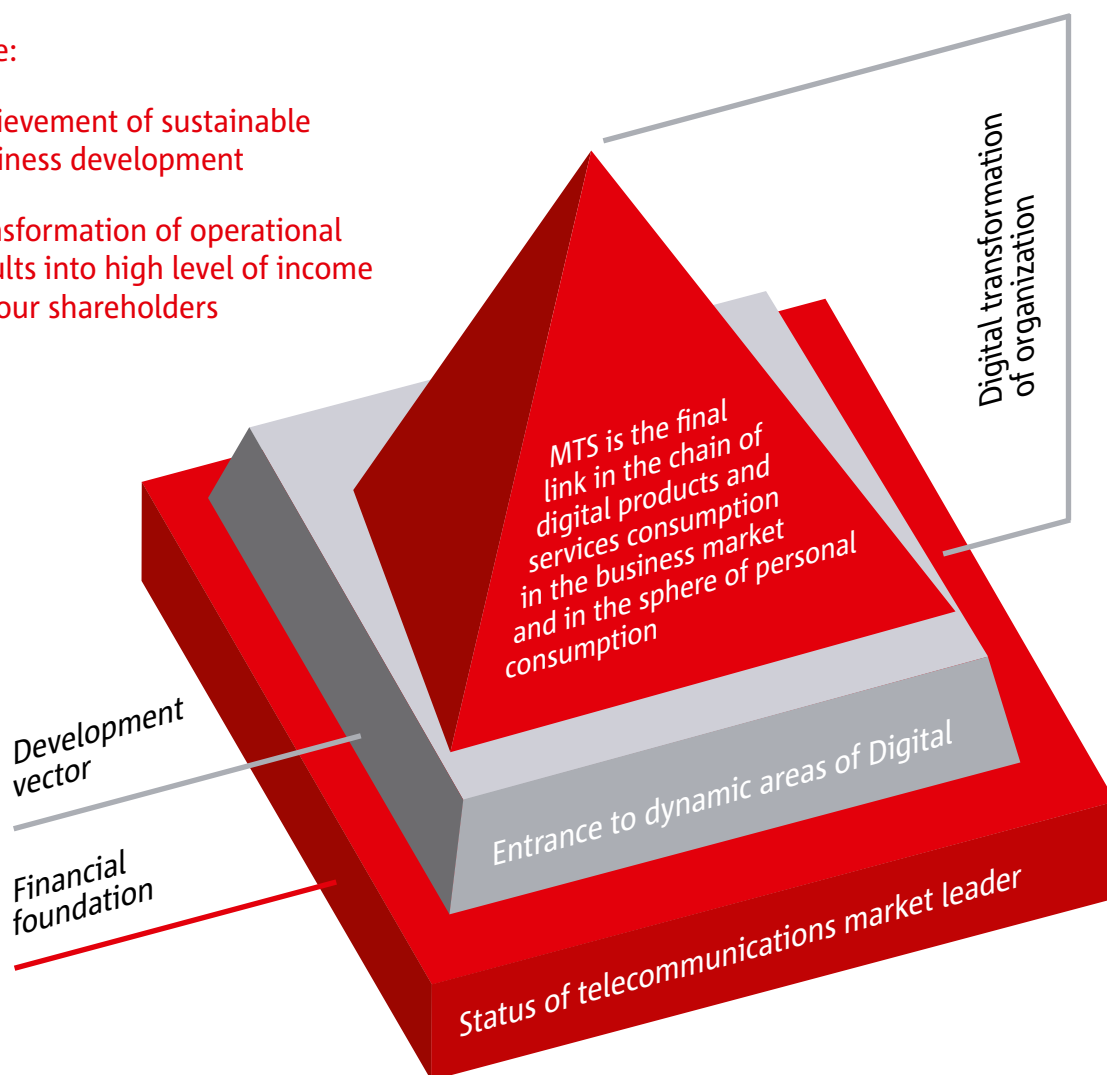 e:
ievement of sustainable
iness development
nsformation of operational
ults into high level of income
our shareholders
Digital transformation
of organization
MTS is the final
link in the chain of
digital products and
services consumption
in the business market
and in the sphere of personal
consumption
Development
vector
Entrance to dynamic areas of Digital
Financial
foundation
Status of telecommunications market leader